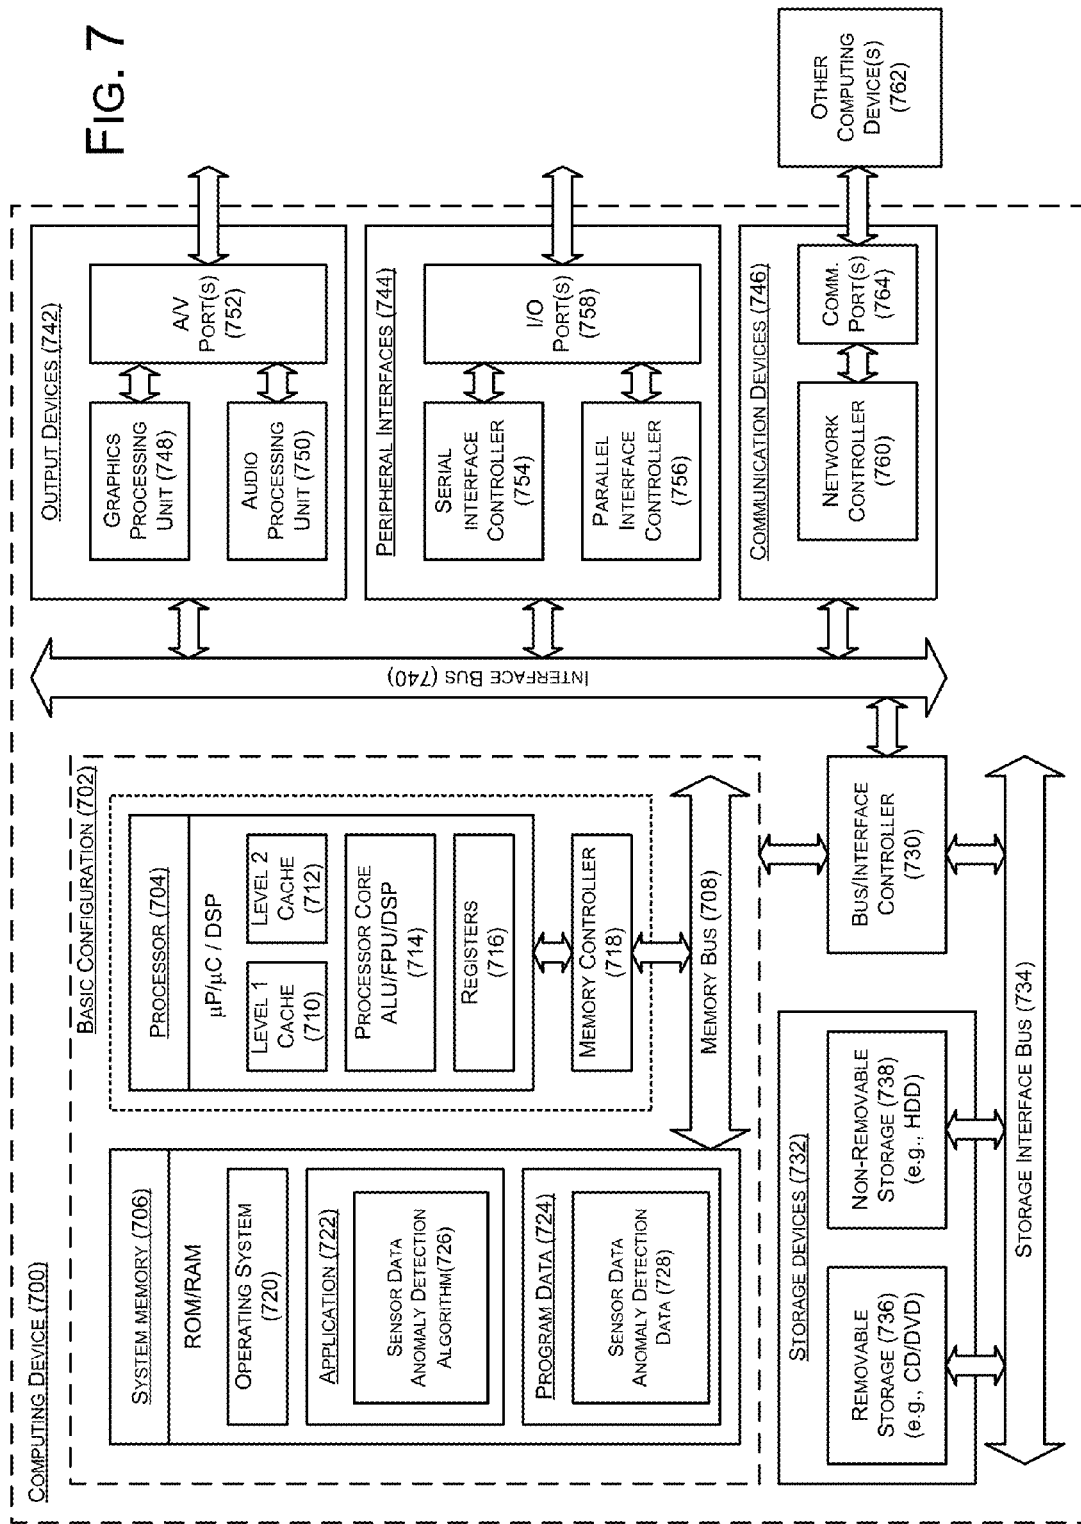 FIG. 7
COMPUTING DEVICE (700)
BASIC CONFIGURATION (702)
SYSTEM MEMORY (706)
ROM/RAM
OPERATING SYSTEM
(720)
APPLICATION (722)
SENSOR DATA
ANOMALY DETECTION
ALGORITHM(726)
PROGRAM DATA (724)
SENSOR DATA
ANOMALY DETECTION
DATA (728)
PROCESSOR (704)
µP/µC / DSP
LEVEL 1
CACHE
(710)
LEVEL 2
CACHE
(712)
PROCESSOR CORE
ALU/FPU/DSP
(714)
REGISTERS
(716)
MEMORY CONTROLLER
(718)
MEMORY BUS (708)
BUS/INTERFACE
CONTROLLER
(730)
STORAGE DEVICES (732)
REMOVABLE
STORAGE (736)
(e.g., CD/DVD)
NON-REMOVABLE
STORAGE (738)
(e.g., HDD)
STORAGE INTERFACE BUS (734)
INTERFACE BUS (740)
OUTPUT DEVICES (742)
GRAPHICS
PROCESSING
UNIT (748)
AUDIO
PROCESSING
UNIT (750)
A/V
PORT(S)
(752)
PERIPHERAL INTERFACES (744)
SERIAL
INTERFACE
CONTROLLER
(754)
PARALLEL
INTERFACE
CONTROLLER
(756)
I/O
PORT(S)
(758)
COMMUNICATION DEVICES (746)
NETWORK
CONTROLLER
(760)
COMM.
PORT(S)
(764)
OTHER
COMPUTING
DEVICE(S)
(762)